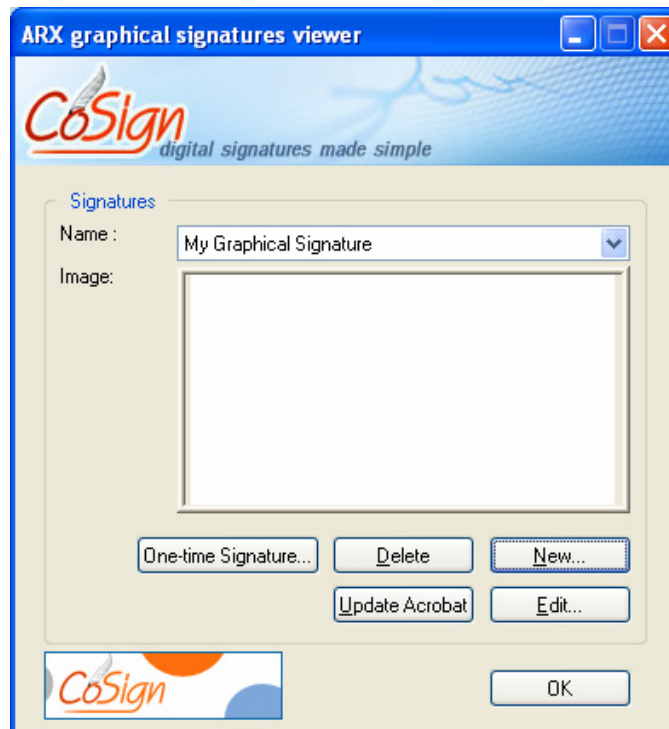 ARX graphical signatures viewer
CoSign
digital signatures made simple
Signatures
Name :
My Graphical Signature
Image:
One-time Signature...
Delete
New...
Update Acrobat
Edit...
CoSign
OK